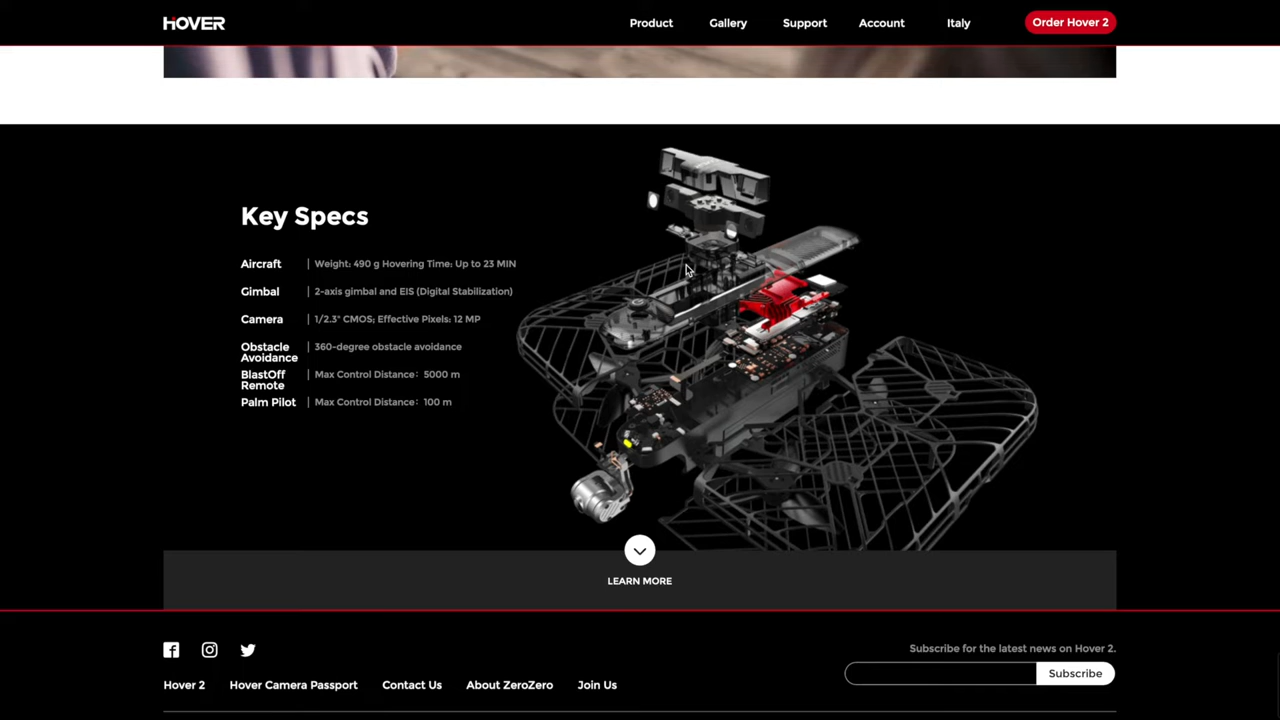 HOVER
Product
Gallery
Support
Account
Italy
Order Hover 2
Key Specs
Aircraft | Weight: 490 g Hovering Time: Up to 23 MIN
Gimbal | 2-axis gimbal and EIS (Digital Stabilization)
Camera | 1/2.3" CMOS; Effective Pixels: 12 MP
Obstacle Avoidance | 360-degree obstacle avoidance
BlastOff Remote | Max Control Distance： 5000 m
Palm Pilot | Max Control Distance： 100 m
LEARN MORE
Subscribe for the latest news on Hover 2.
Subscribe
Hover 2
Hover Camera Passport
Contact Us
About ZeroZero
Join Us